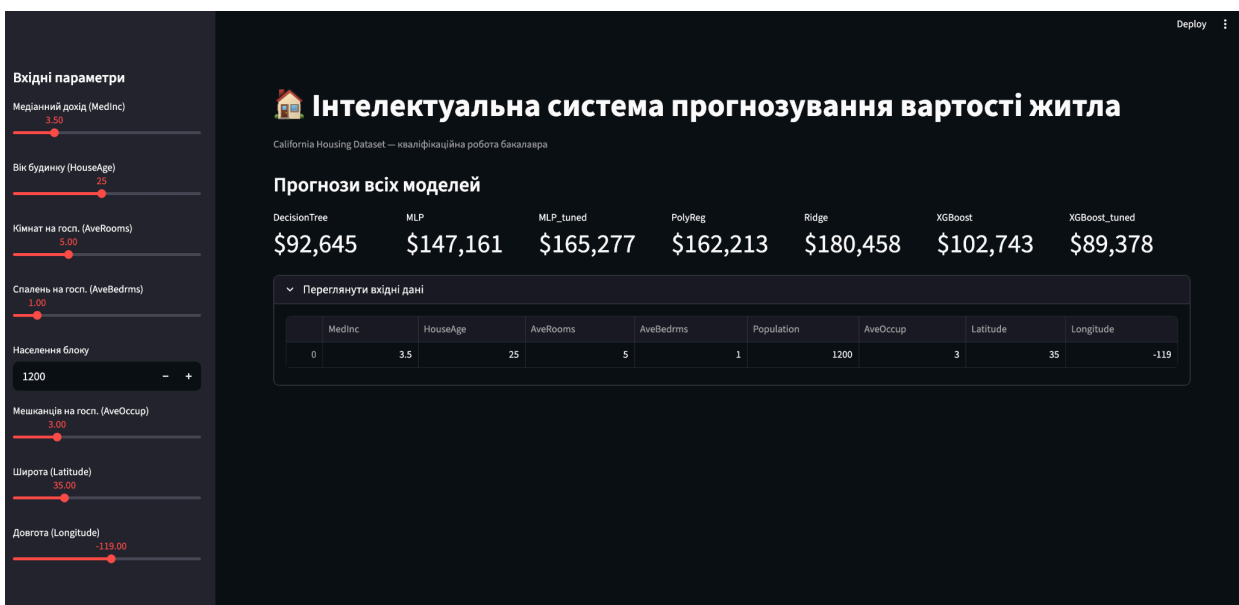 Deploy
Вхідні параметри
Медіанний дохід (MedInc)
3.50
Вік будинку (HouseAge)
25
Кімнат на госп. (AveRooms)
5.00
Спалень на госп. (AveBedrms)
1.00
Населення блоку
1200 − +
Мешканців на госп. (AveOccup)
3.00
Широта (Latitude)
35.00
Довгота (Longitude)
-119.00
Інтелектуальна система прогнозування вартості житла
California Housing Dataset — кваліфікаційна робота бакалавра
Прогнози всіх моделей
DecisionTree MLP MLP_tuned PolyReg Ridge XGBoost XGBoost_tuned
$92,645 $147,161 $165,277 $162,213 $180,458 $102,743 $89,378
Переглянути вхідні дані
MedInc HouseAge AveRooms AveBedrms Population AveOccup Latitude Longitude
0 3.5 25 5 1 1200 3 35 -119